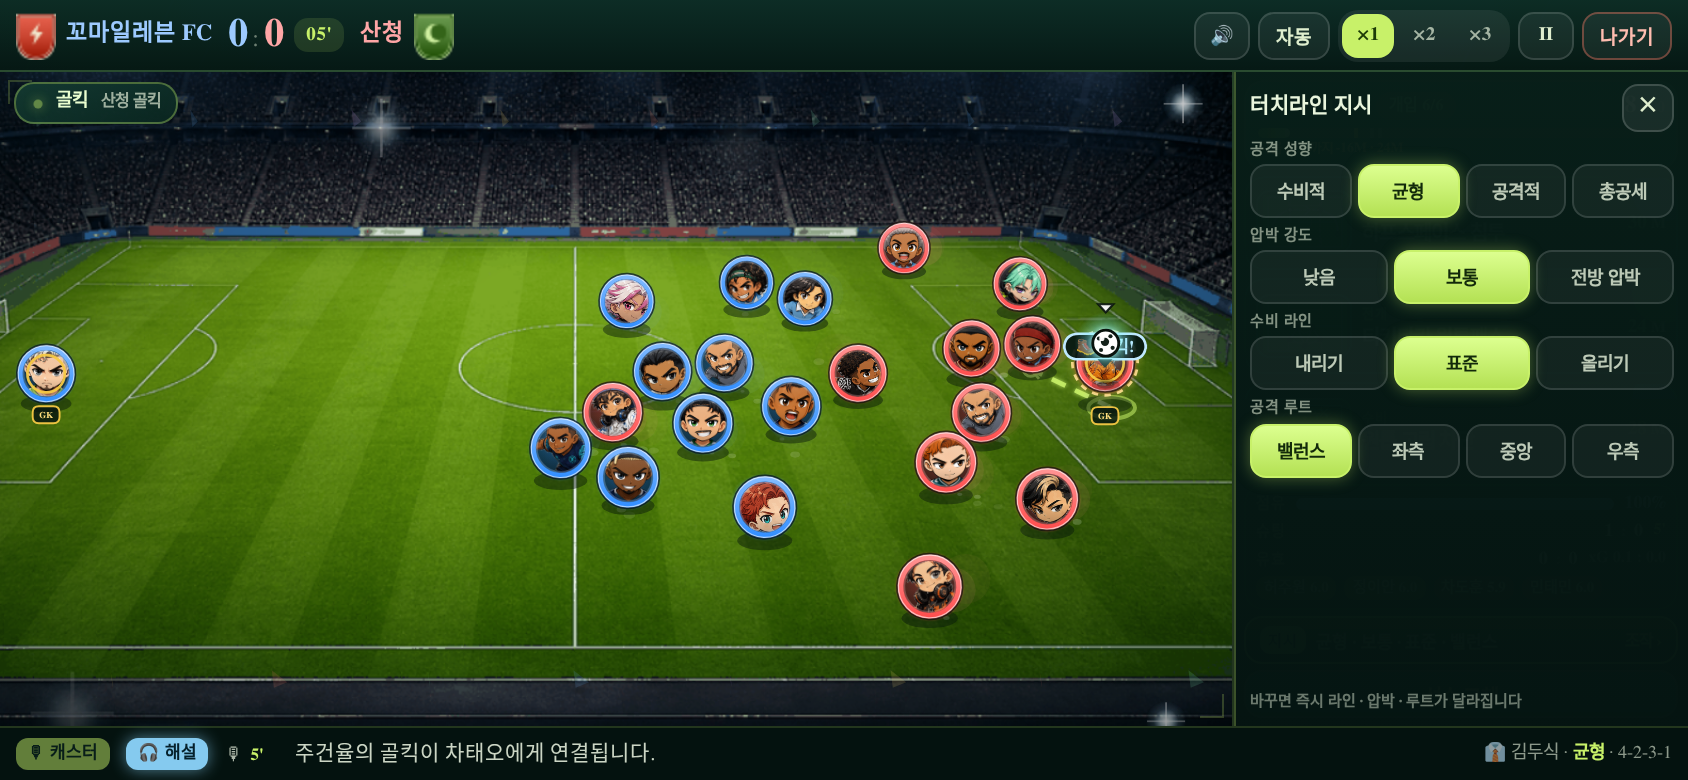 꼬마일레븐 FC 0 : 0 05' 산청
자동 ×1 ×2 ×3 II 나가기
골킥 산청 골킥
터치라인 지시 ✕
공격 성향
수비적 균형 공격적 총공세
압박 강도
낮음 보통 전방 압박
수비 라인
내리기 표준 올리기
공격 루트
밸런스 좌측 중앙 우측
GK
GK
바꾸면 즉시 라인 · 압박 · 루트가 달라집니다
캐스터 해설 5' 주건율의 골킥이 차태오에게 연결됩니다.
김두식 · 균형 · 4-2-3-1